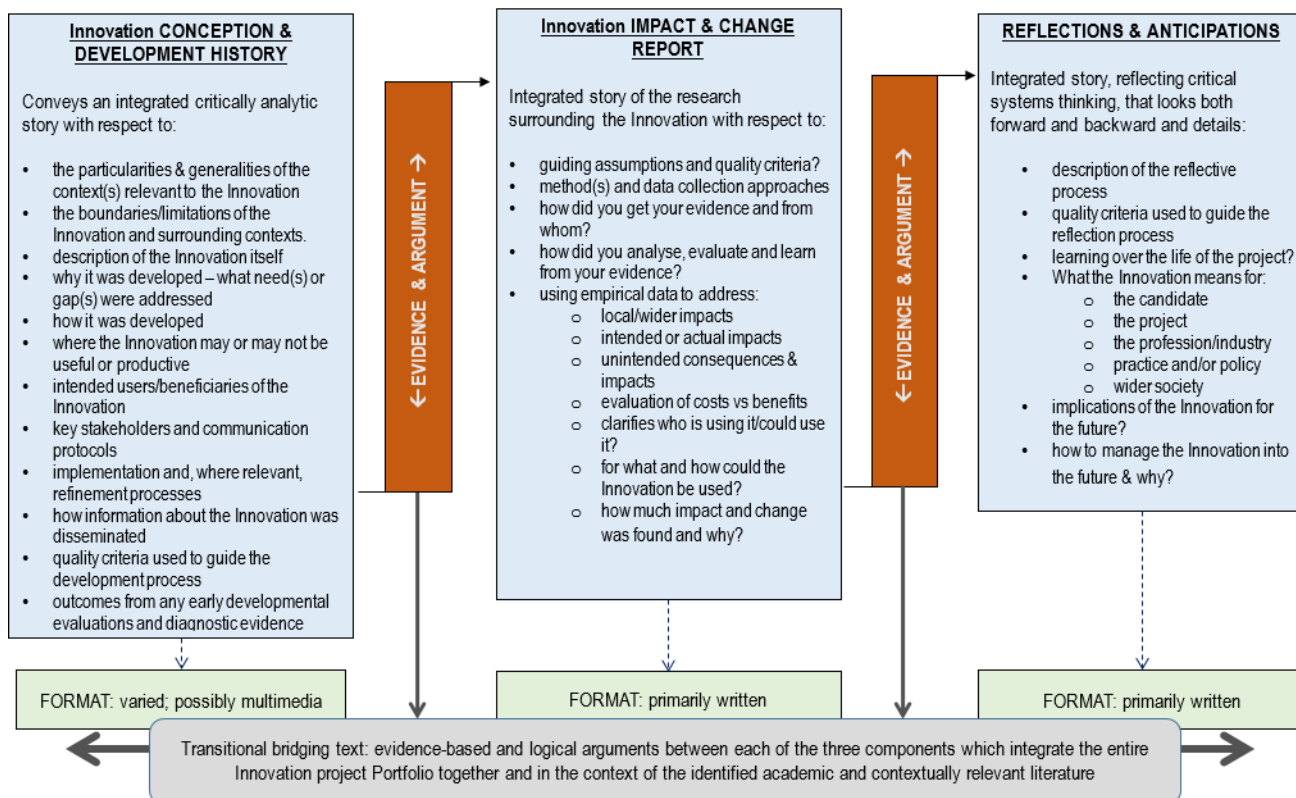 Innovation CONCEPTION &
DEVELOPMENT HISTORY
Conveys an integrated critically analytic
story with respect to:
• the particularities & generalities of the
context(s) relevant to the Innovation
• the boundaries/limitations of the
Innovation and surrounding contexts.
• description of the Innovation itself
• why it was developed – what need(s) or
gap(s) were addressed
• how it was developed
• where the Innovation may or may not be
useful or productive
• intended users/beneficiaries of the
Innovation
• key stakeholders and communication
protocols
• implementation and, where relevant,
refinement processes
• how information about the Innovation was
disseminated
• quality criteria used to guide the
development process
• outcomes from any early developmental
evaluations and diagnostic evidence
FORMAT: varied; possibly multimedia
← EVIDENCE & ARGUMENT →
Innovation IMPACT & CHANGE
REPORT
Integrated story of the research
surrounding the Innovation with respect to:
• guiding assumptions and quality criteria?
• method(s) and data collection approaches
• how did you get your evidence and from
whom?
• how did you analyse, evaluate and learn
from your evidence?
• using empirical data to address:
o local/wider impacts
o intended or actual impacts
o unintended consequences &
impacts
o evaluation of costs vs benefits
o clarifies who is using it/could use
it?
o for what and how could the
Innovation be used?
o how much impact and change
was found and why?
FORMAT: primarily written
← EVIDENCE & ARGUMENT →
REFLECTIONS & ANTICIPATIONS
Integrated story, reflecting critical
systems thinking, that looks both
forward and backward and details:
• description of the reflective
process
• quality criteria used to guide the
reflection process
• learning over the life of the project?
• What the Innovation means for:
o the candidate
o the project
o the profession/industry
o practice and/or policy
o wider society
• implications of the Innovation for
the future?
• how to manage the Innovation into
the future & why?
FORMAT: primarily written
Transitional bridging text: evidence-based and logical arguments between each of the three components which integrate the entire
Innovation project Portfolio together and in the context of the identified academic and contextually relevant literature